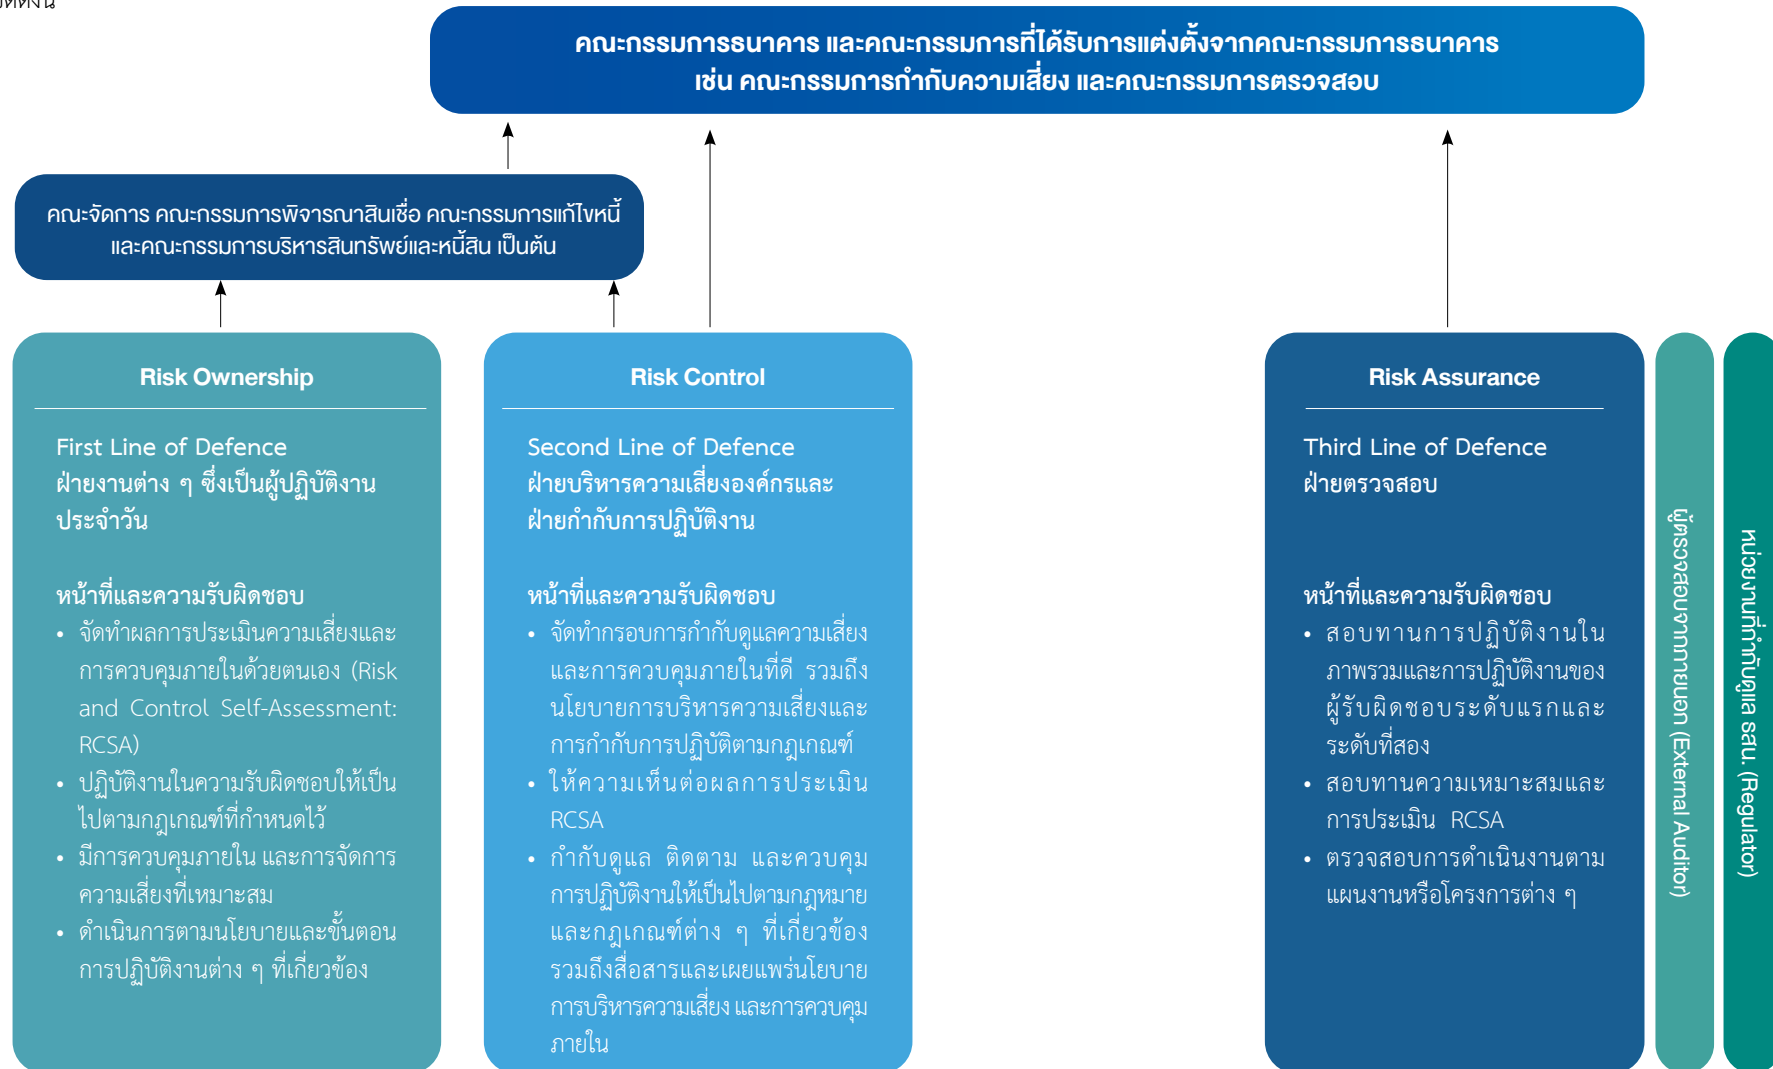 คณะกรรมการธนาคาร และคณะกรรมการที่ได้รับการแต่งตั้งจากคณะกรรมการธนาคาร
เช่น คณะกรรมการกำกับความเสี่ยง และคณะกรรมการตรวจสอบ
คณะจัดการ คณะกรรมการพิจารณาสินเชื่อ คณะกรรมการแก้ไขหนี้
และคณะกรรมการบริหารสินทรัพย์และหนี้สิน เป็นต้น
Risk Ownership
First Line of Defence
ฝ่ายงานต่าง ๆ ซึ่งเป็นผู้ปฏิบัติงาน
ประจำวัน
หน้าที่และความรับผิดชอบ
• จัดทำผลการประเมินความเสี่ยงและ
การควบคุมภายในด้วยตนเอง (Risk
and Control Self-Assessment:
RCSA)
• ปฏิบัติงานในความรับผิดชอบให้เป็น
ไปตามกฎเกณฑ์ที่กำหนดไว้
• มีการควบคุมภายใน และการจัดการ
ความเสี่ยงที่เหมาะสม
• ดำเนินการตามนโยบายและขั้นตอน
การปฏิบัติงานต่าง ๆ ที่เกี่ยวข้อง
Risk Control
Second Line of Defence
ฝ่ายบริหารความเสี่ยงองค์กรและ
ฝ่ายกำกับการปฏิบัติงาน
หน้าที่และความรับผิดชอบ
• จัดทำกรอบการกำกับดูแลความเสี่ยง
และการควบคุมภายในที่ดี รวมถึง
นโยบายการบริหารความเสี่ยงและ
การกำกับการปฏิบัติตามกฎเกณฑ์
• ให้ความเห็นต่อผลการประเมิน
RCSA
• กำกับดูแล ติดตาม และควบคุม
การปฏิบัติงานให้เป็นไปตามกฎหมาย
และกฎเกณฑ์ต่าง ๆ ที่เกี่ยวข้อง
รวมถึงสื่อสารและเผยแพร่นโยบาย
การบริหารความเสี่ยง และการควบคุม
ภายใน
Risk Assurance
Third Line of Defence
ฝ่ายตรวจสอบ
หน้าที่และความรับผิดชอบ
• สอบทานการปฏิบัติงานใน
ภาพรวมและการปฏิบัติงานของ
ผู้รับผิดชอบระดับแรกและ
ระดับที่สอง
• สอบทานความเหมาะสมและ
การประเมิน RCSA
• ตรวจสอบการดำเนินงานตาม
แผนงานหรือโครงการต่าง ๆ
ผู้ตรวจสอบจากภายนอก (External Auditor)
หน่วยงานที่กำกับดูแล ธสน. (Regulator)